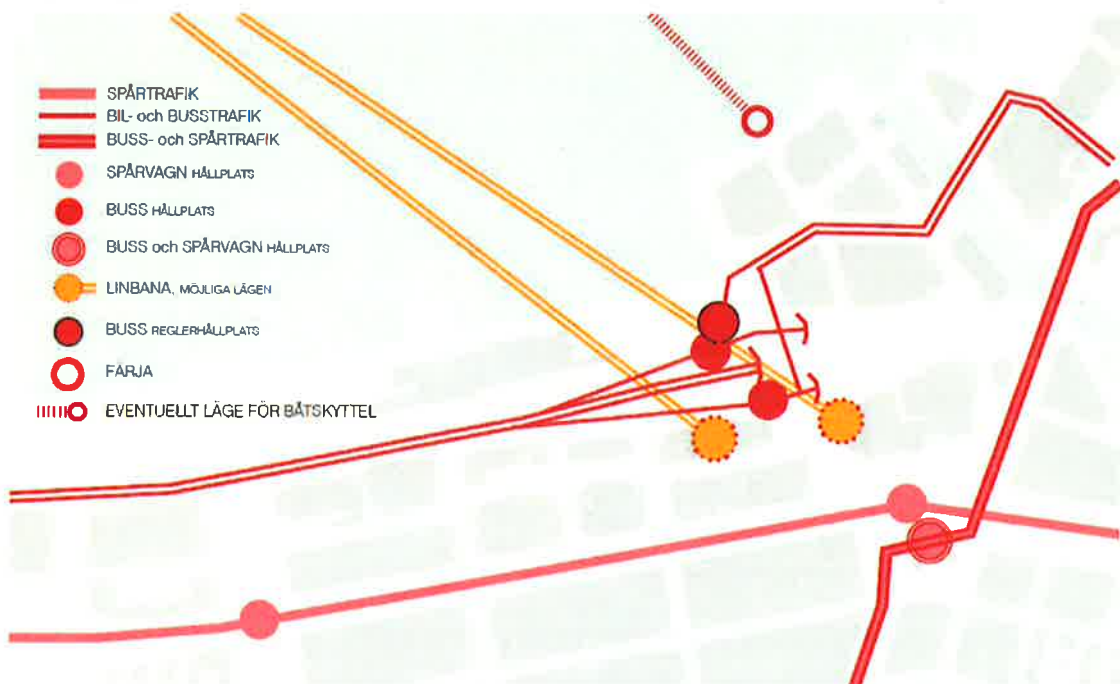 SPÅRTRAFIK
BIL- och BUSSTRAFIK
BUSS- och SPÅRTRAFIK
SPÅRVAGN HÅLLPLATS
BUSS HÅLLPLATS
BUSS och SPÅRVAGN HÅLLPLATS
LINBANA, MÖJLIGA LÄGEN
BUSS REGLERHÅLLPLATS
FÄRJA
EVENTUELLT LÄGE FÖR BÅTSKYTTEL